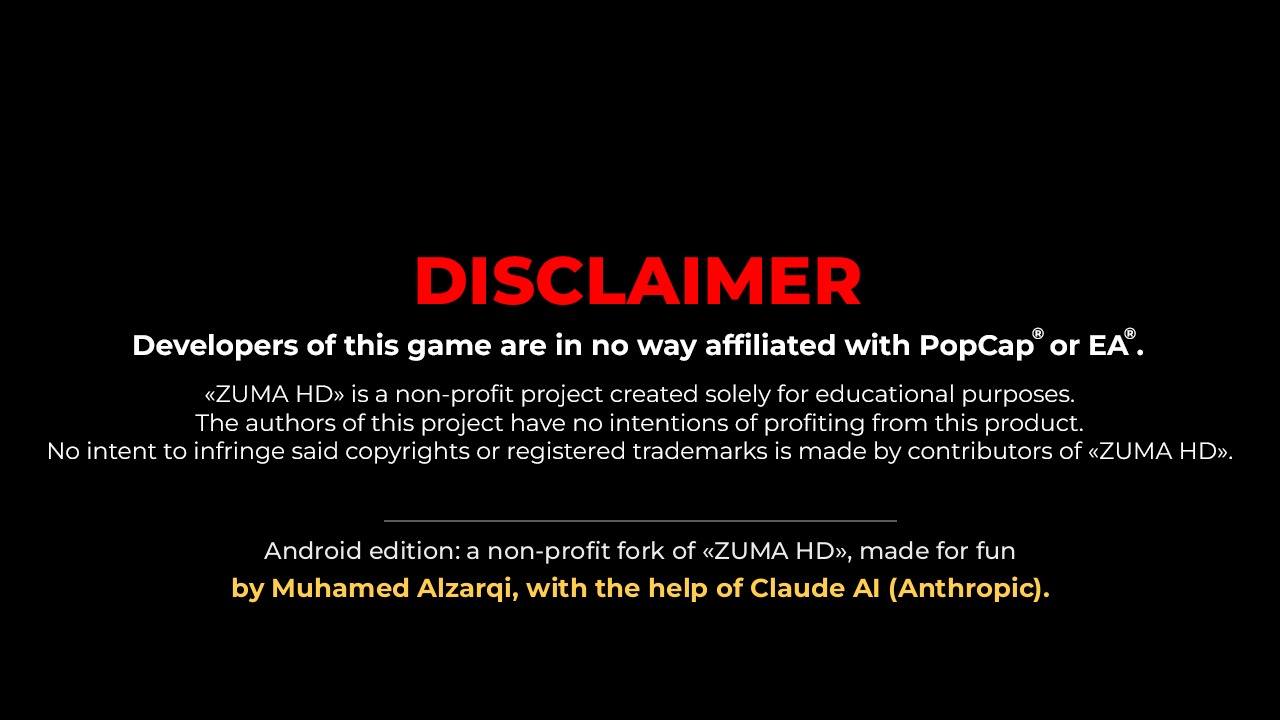 DISCLAIMER
Developers of this game are in no way affiliated with PopCap® or EA®.
«ZUMA HD» is a non-profit project created solely for educational purposes.
The authors of this project have no intentions of profiting from this product.
No intent to infringe said copyrights or registered trademarks is made by contributors of «ZUMA HD».
Android edition: a non-profit fork of «ZUMA HD», made for fun
by Muhamed Alzarqi, with the help of Claude AI (Anthropic).